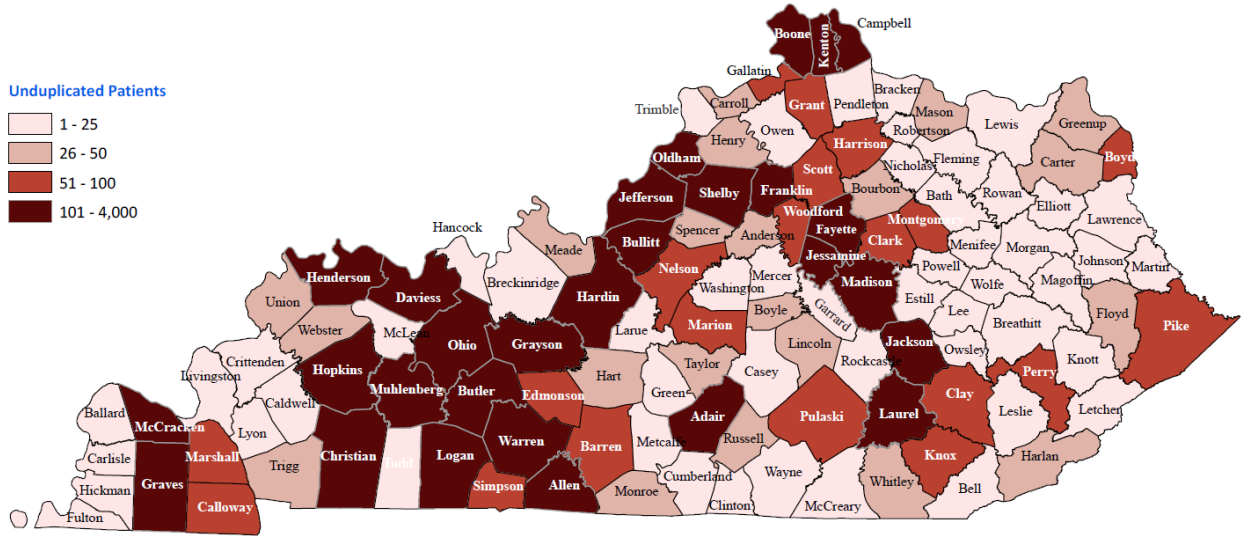 Unduplicated Patients
1 - 25
26 - 50
51 - 100
101 - 4,000
Campbell
Boone
Kenton
Gallatin
Carroll
Grant
Pendleton
Bracken
Mason
Trimble
Owen
Robertson
Lewis
Greenup
Henry
Harrison
Oldham
Nicholas
Fleming
Carter
Boyd
Scott
Shelby
Franklin
Bourbon
Rowan
Jefferson
Bath
Elliott
Woodford
Montgomery
Lawrence
Fayette
Hancock
Meade
Bullitt
Spencer
Anderson
Clark
Menifee
Morgan
Jessamine
Johnson
Martin
Henderson
Nelson
Mercer
Powell
Breckinridge
Washington
Madison
Wolfe
Magoffin
Union
Daviess
Hardin
Estill
Garrard
Boyle
Lee
Floyd
Webster
McLean
Larue
Marion
Breathitt
Pike
Ohio
Grayson
Lincoln
Jackson
Owsley
Crittenden
Rockcastle
Knott
Hopkins
Hart
Taylor
Casey
Perry
Livingston
Muhlenberg
Butler
Edmonson
Green
Clay
Caldwell
Ballard
Adair
Pulaski
Laurel
Leslie
Letcher
McCracken
Lyon
Warren
Barren
Metcalfe
Russell
Carlisle
Marshall
Trigg
Christian
Todd
Logan
Knox
Harlan
Graves
Simpson
Allen
Monroe
Cumberland
Wayne
Whitley
Hickman
Calloway
Clinton
McCreary
Bell
Fulton